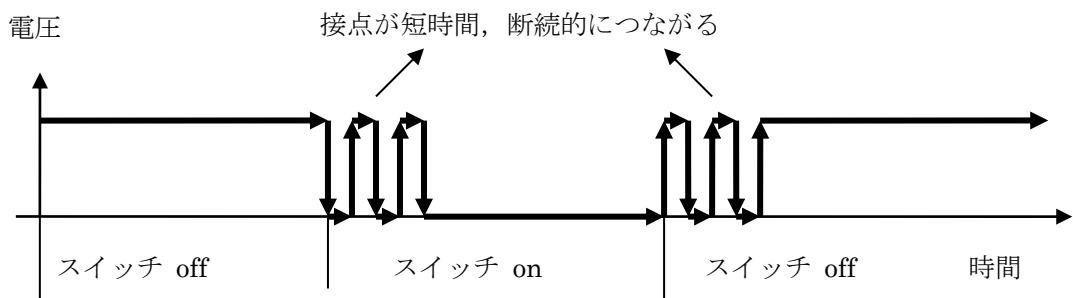 電圧
接点が短時間，断続的につながる
スイッチ off
スイッチ on
スイッチ off
時間